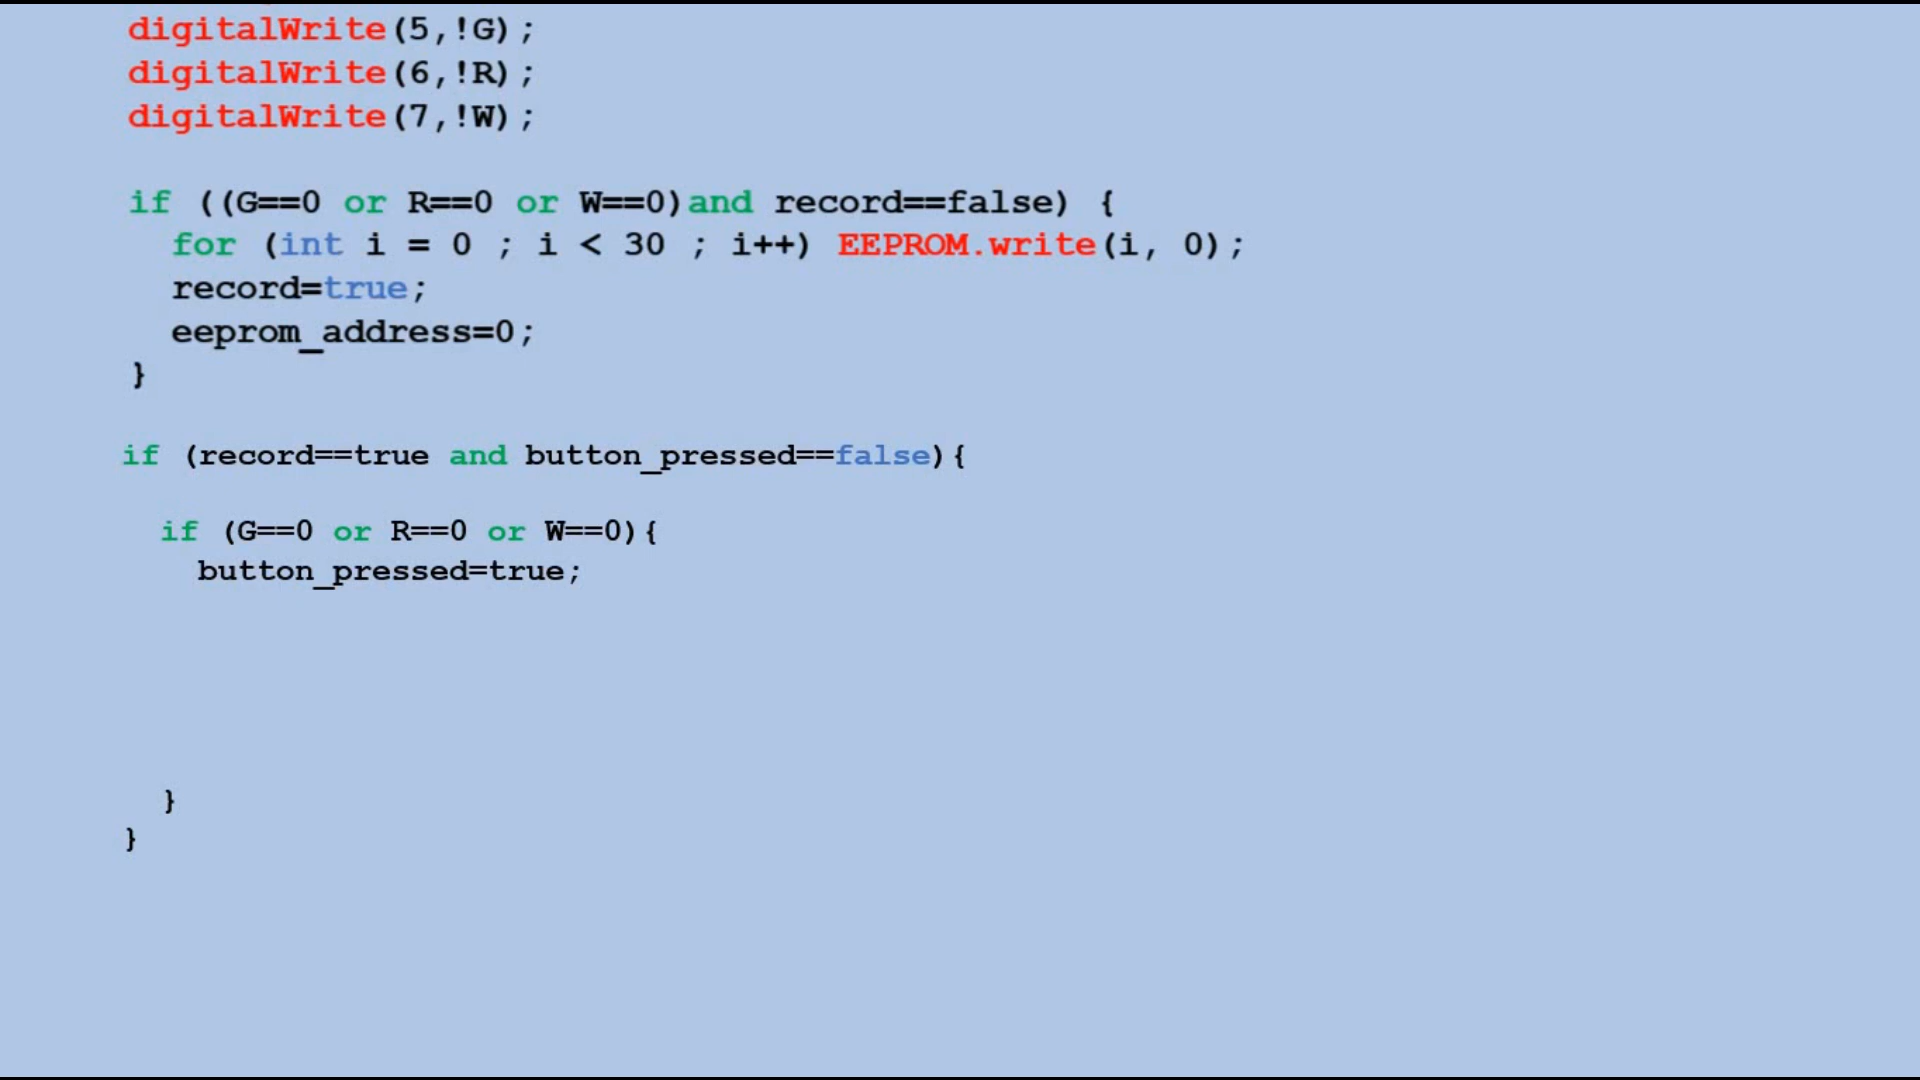 digitalWrite(5,!G);
digitalWrite(6,!R);
digitalWrite(7,!W);
if ((G==0 or R==0 or W==0)and record==false) {
for (int i = 0 ; i < 30 ; i++) EEPROM.write(i, 0);
record=true;
eeprom_address=0;
}
if (record==true and button_pressed==false){
if (G==0 or R==0 or W==0){
button_pressed=true;
}
}